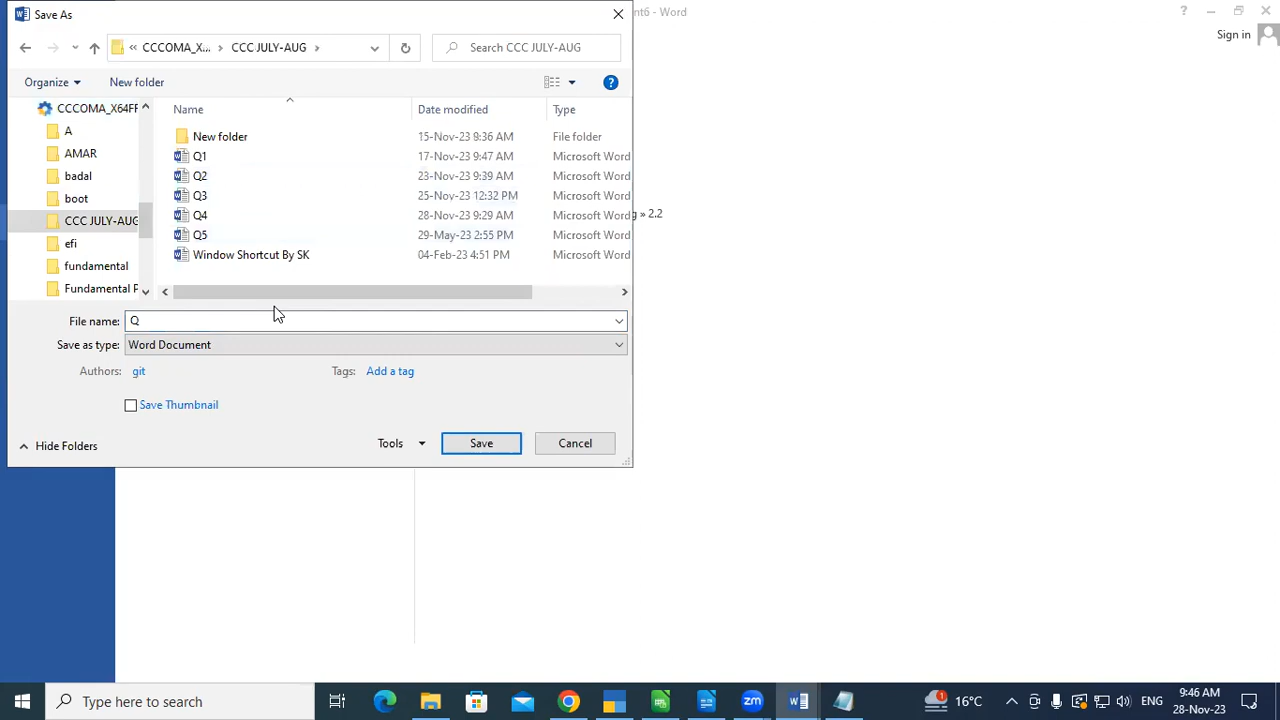 Save As
nt6 - Word
?
Sign in
« CCCOMA_X... › CCC JULY-AUG ›
Search CCC JULY-AUG
Organize
New folder
?
CCCOMA_X64FR
A
AMAR
badal
boot
CCC JULY-AUG
efi
fundamental
Fundamental P
Name Date modified Type
New folder 15-Nov-23 9:36 AM File folder
Q1 17-Nov-23 9:47 AM Microsoft Word
Q2 23-Nov-23 9:39 AM Microsoft Word
Q3 25-Nov-23 12:32 PM Microsoft Word
Q4 28-Nov-23 9:29 AM Microsoft Word
Q5 29-May-23 2:55 PM Microsoft Word
Window Shortcut By SK 04-Feb-23 4:51 PM Microsoft Word
g » 2.2
File name: Q
Save as type: Word Document
Authors: git
Tags: Add a tag
Save Thumbnail
Hide Folders
Tools
Save
Cancel
Type here to search
zm
1
16°C
ENG
9:46 AM
28-Nov-23